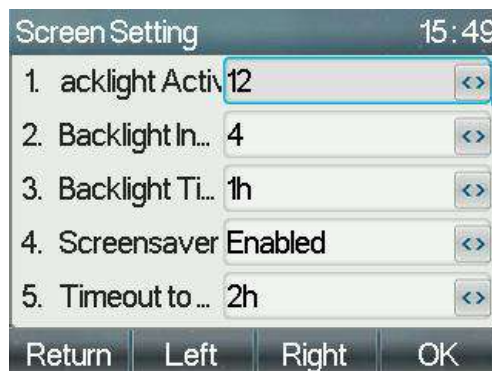 Screen Setting 15:49
1. acklight Activ 12
2. Backlight In... 4
3. Backlight Ti... 1h
4. Screensaver Enabled
5. Timeout to ... 2h
Return Left Right OK